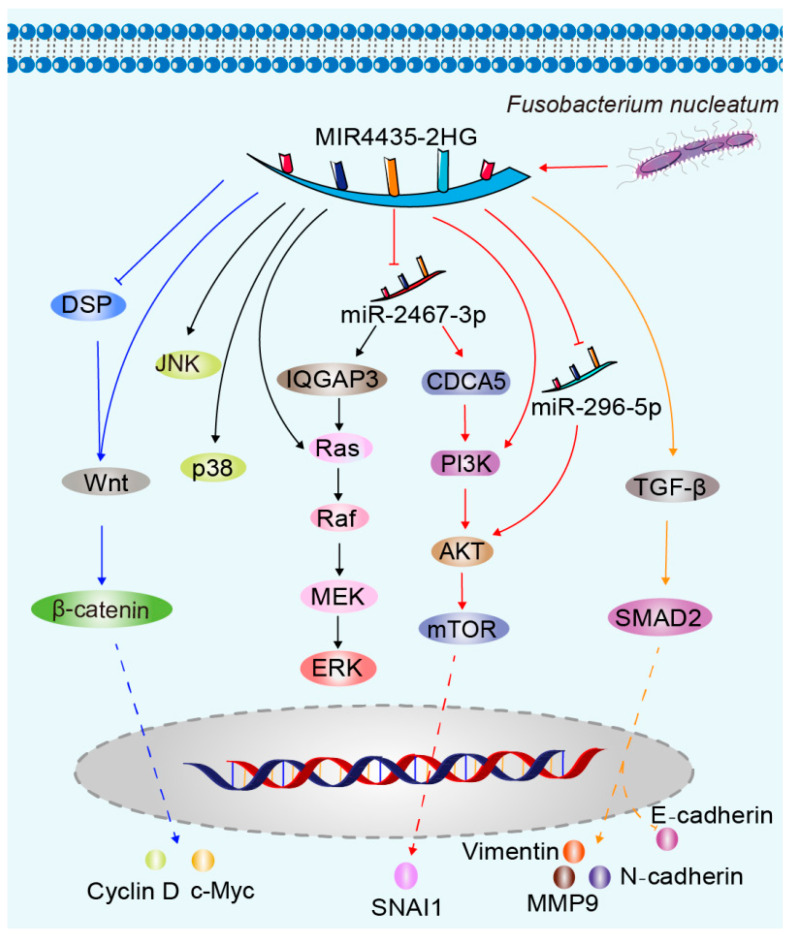 Fusobacterium nucleatum
MIR4435-2HG
DSP
miR-2467-3p
JNK
IQGAP3
CDCA5
miR-296-5p
Ras
p38
PI3K
Wnt
TGF-β
Raf
AKT
β-catenin
MEK
mTOR
SMAD2
ERK
E-cadherin
Vimentin
N-cadherin
Cyclin D
c-Myc
SNAI1
MMP9